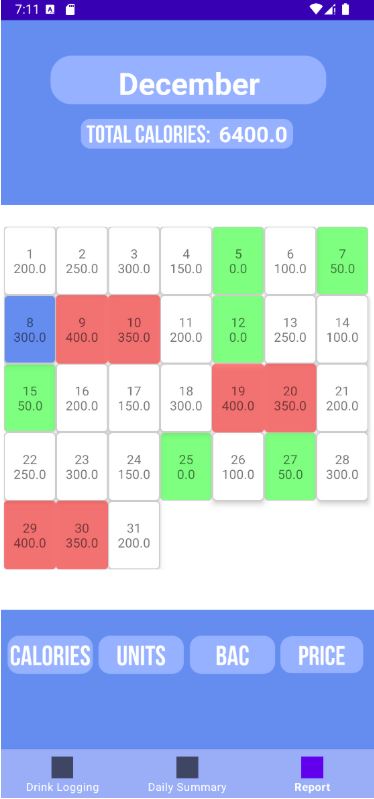 7:11
December
TOTAL CALORIES: 6400.0
1 2 3 4 5 6 7
200.0 250.0 300.0 150.0 0.0 100.0 50.0
8 9 10 11 12 13 14
300.0 400.0 350.0 200.0 0.0 250.0 100.0
15 16 17 18 19 20 21
50.0 200.0 150.0 300.0 400.0 350.0 200.0
22 23 24 25 26 27 28
250.0 300.0 150.0 0.0 100.0 50.0 300.0
29 30 31
400.0 350.0 200.0
CALORIES UNITS BAC PRICE
Drink Logging Daily Summary Report